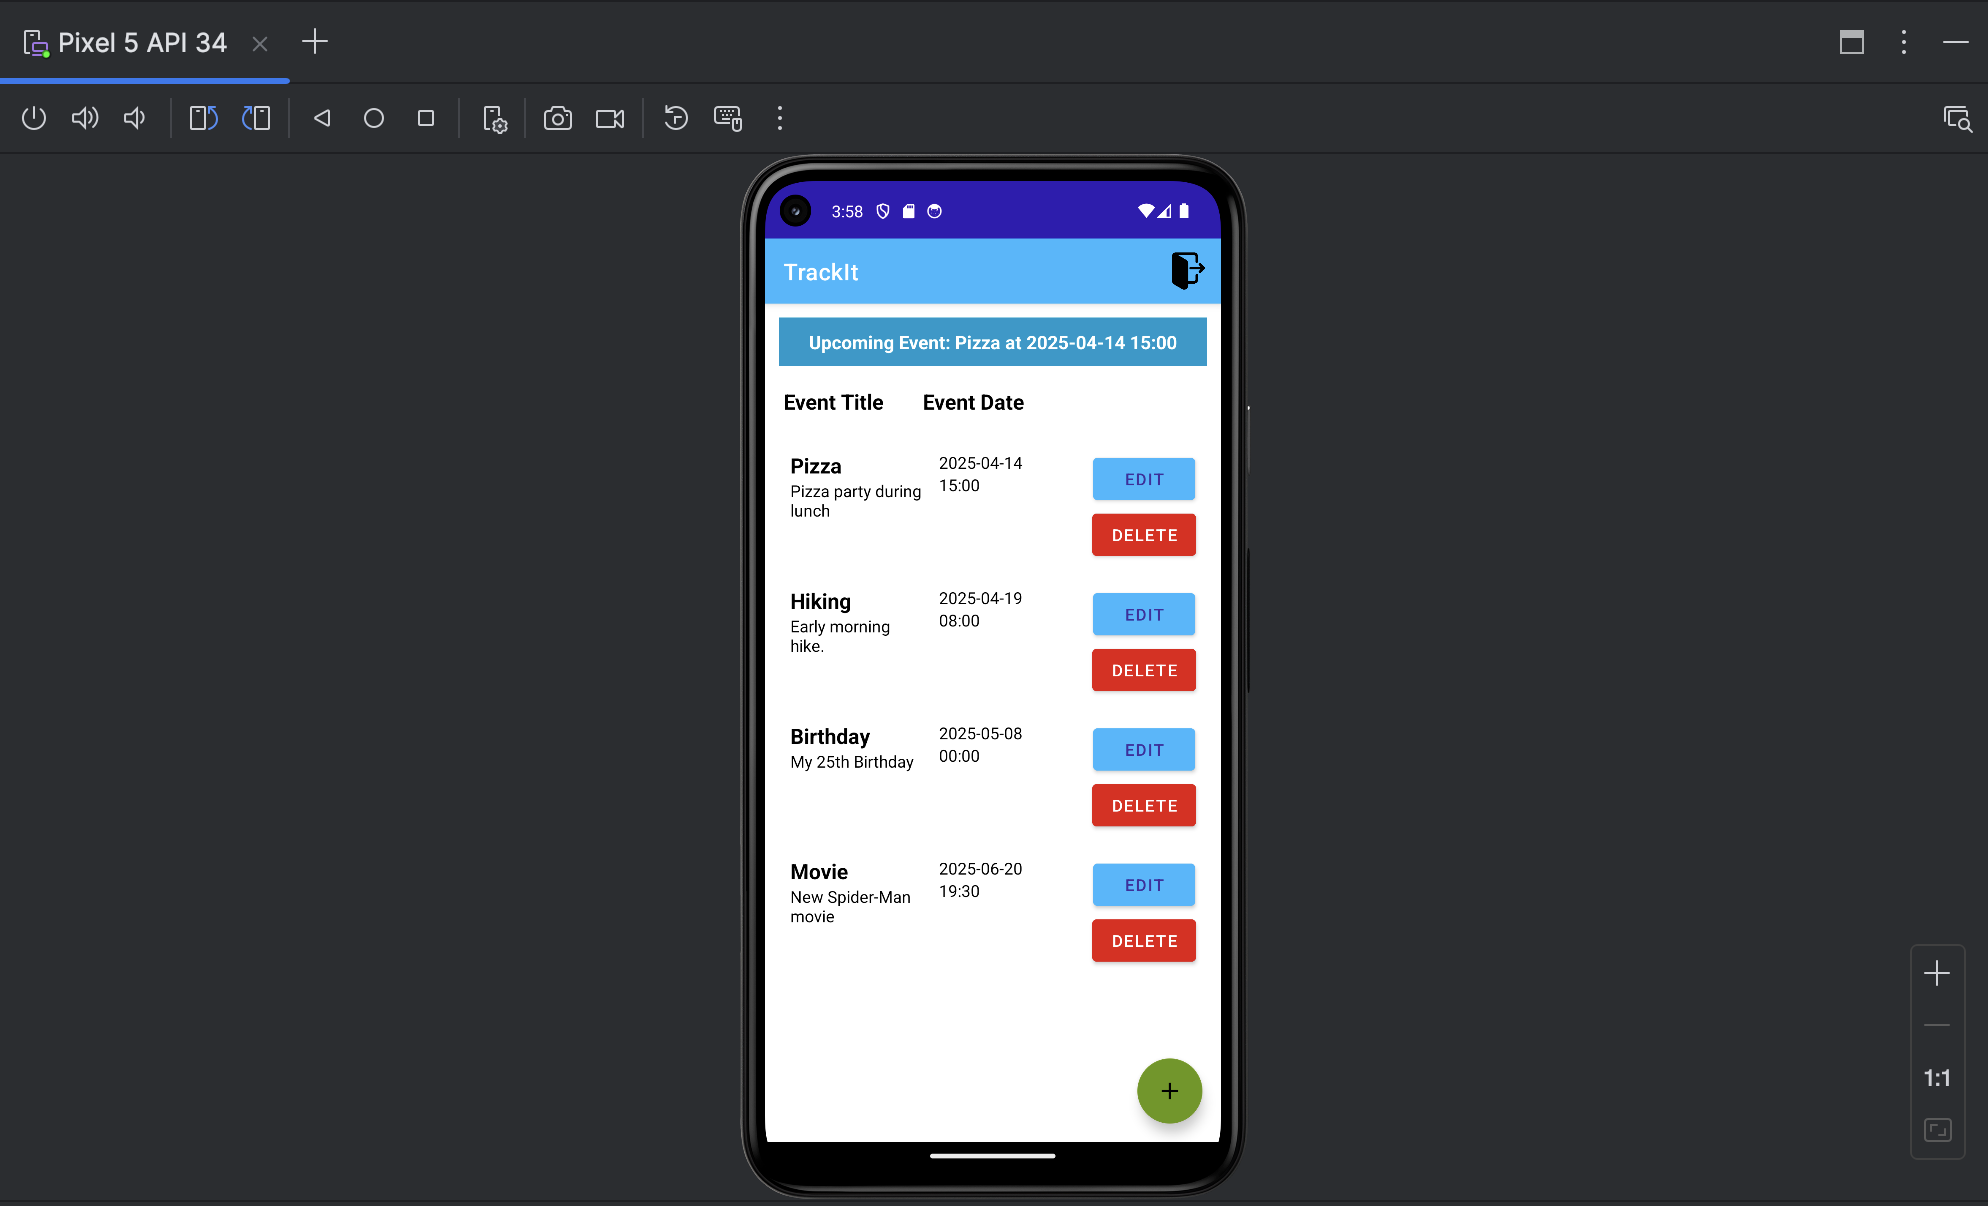 Pixel 5 API 34
3:58
TrackIt
Upcoming Event: Pizza at 2025-04-14 15:00
Event Title Event Date
Pizza
Pizza party during
lunch
2025-04-14
15:00
EDIT
DELETE
Hiking
Early morning
hike.
2025-04-19
08:00
EDIT
DELETE
Birthday
My 25th Birthday
2025-05-08
00:00
EDIT
DELETE
Movie
New Spider-Man
movie
2025-06-20
19:30
EDIT
DELETE
1:1